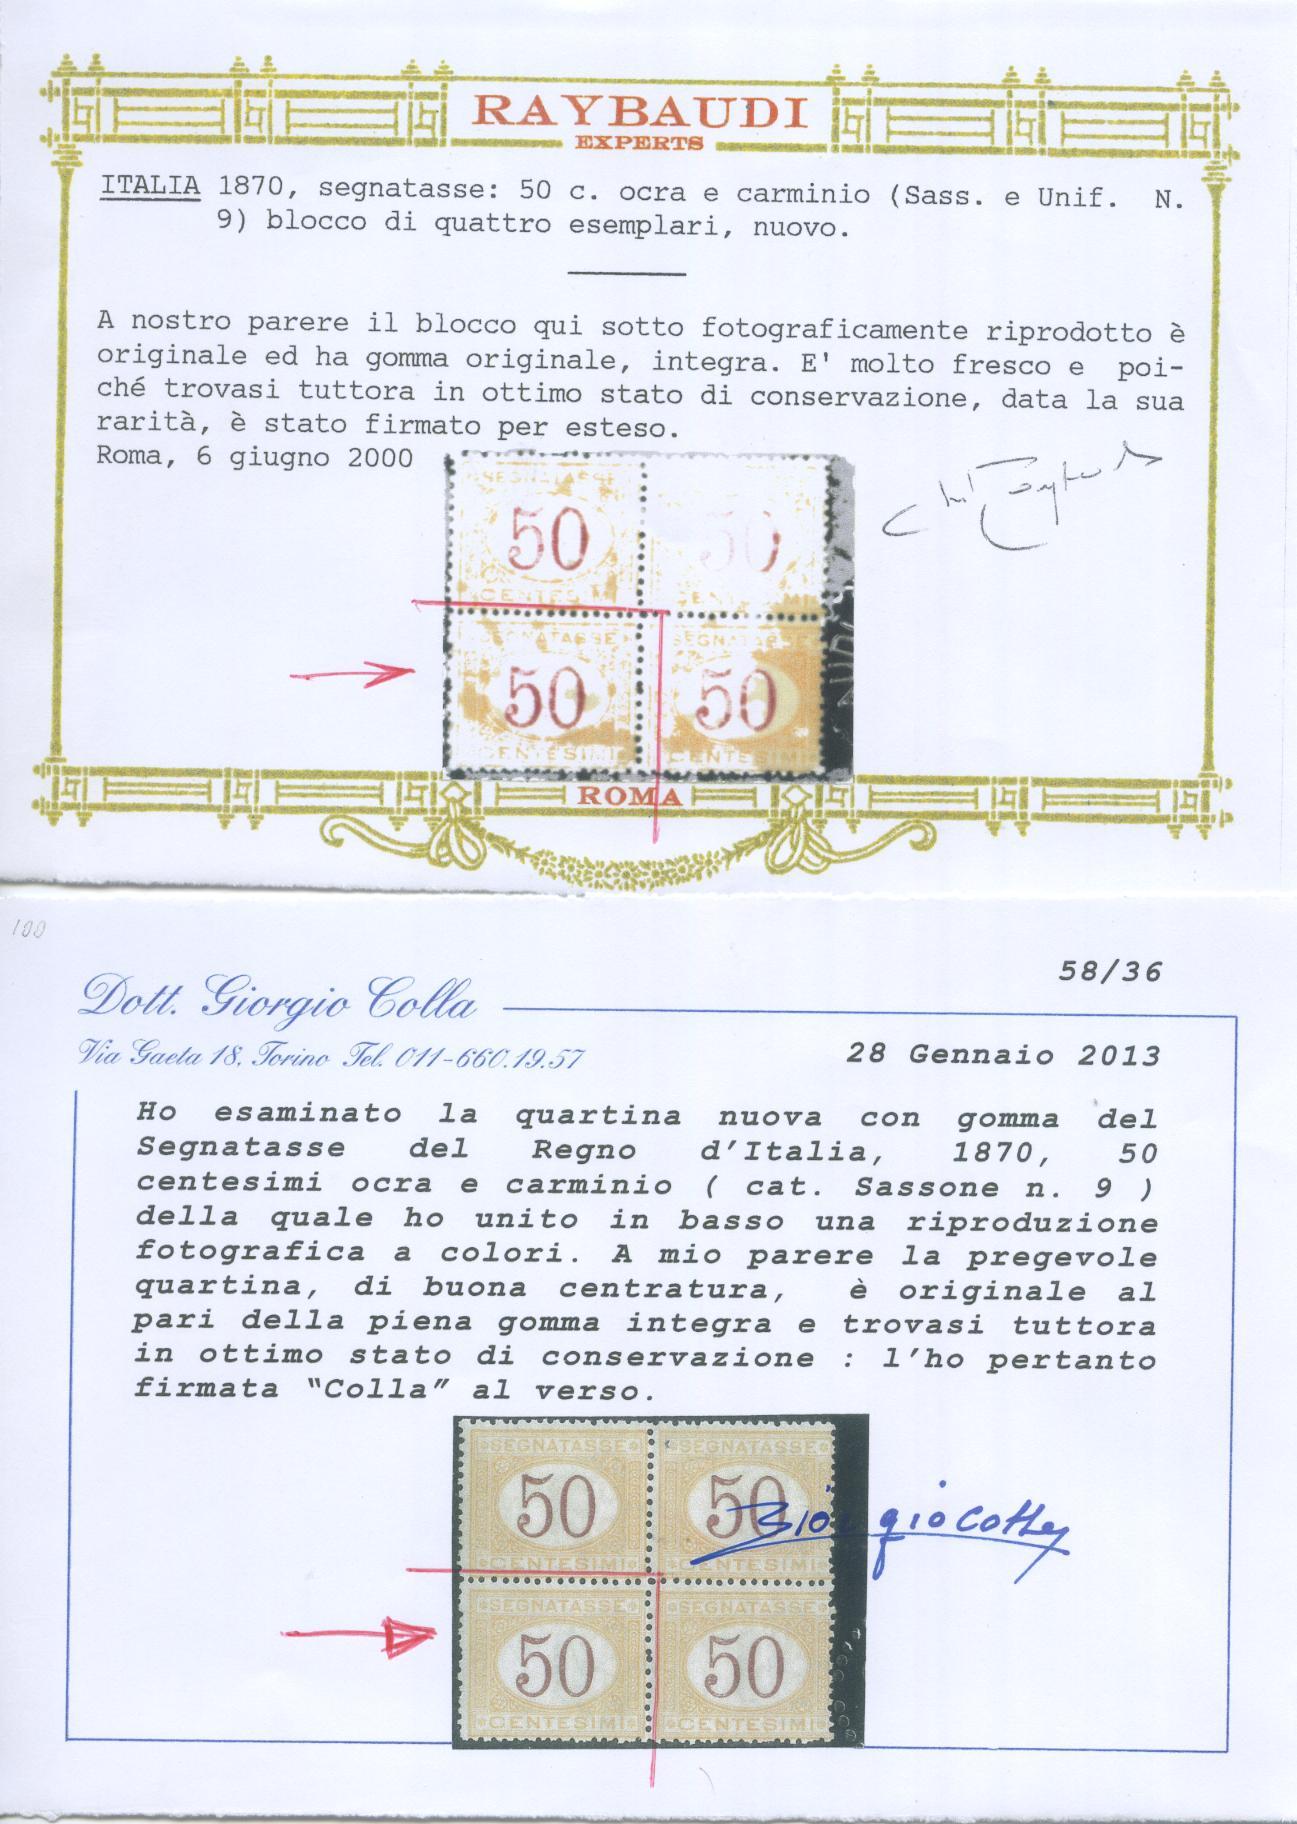 RAYBAUDI
EXPERTS
ITALIA 1870, segnatasse: 50 c. ocra e carminio (Sass. e Unif. N.
9) blocco di quattro esemplari, nuovo.
A nostro parere il blocco qui sotto fotograficamente riprodotto è
originale ed ha gomma originale, integra. E' molto fresco e poi-
ché trovasi tuttora in ottimo stato di conservazione, data la sua
rarità, è stato firmato per esteso.
Roma, 6 giugno 2000
SEGNATASSE
50 50
CENTESIMI CENTESIMI
SEGNATASSE SEGNATASSE
50 50
CENTESIMI CENTESIMI
ROMA
100
58/36
Dott. Giorgio Colla
Via Gaeta 18, Torino Tel. 011-660.19.57
28 Gennaio 2013
Ho esaminato la quartina nuova con gomma del
Segnatasse del Regno d'Italia, 1870, 50
centesimi ocra e carminio ( cat. Sassone n. 9 )
della quale ho unito in basso una riproduzione
fotografica a colori. A mio parere la pregevole
quartina, di buona centratura, è originale al
pari della piena gomma integra e trovasi tuttora
in ottimo stato di conservazione : l'ho pertanto
firmata "Colla" al verso.
SEGNATASSE SEGNATASSE
50 50
Giorgio Colla
CENTESIMI CENTESIMI
SEGNATASSE SEGNATASSE
50 50
CENTESIMI CENTESIMI